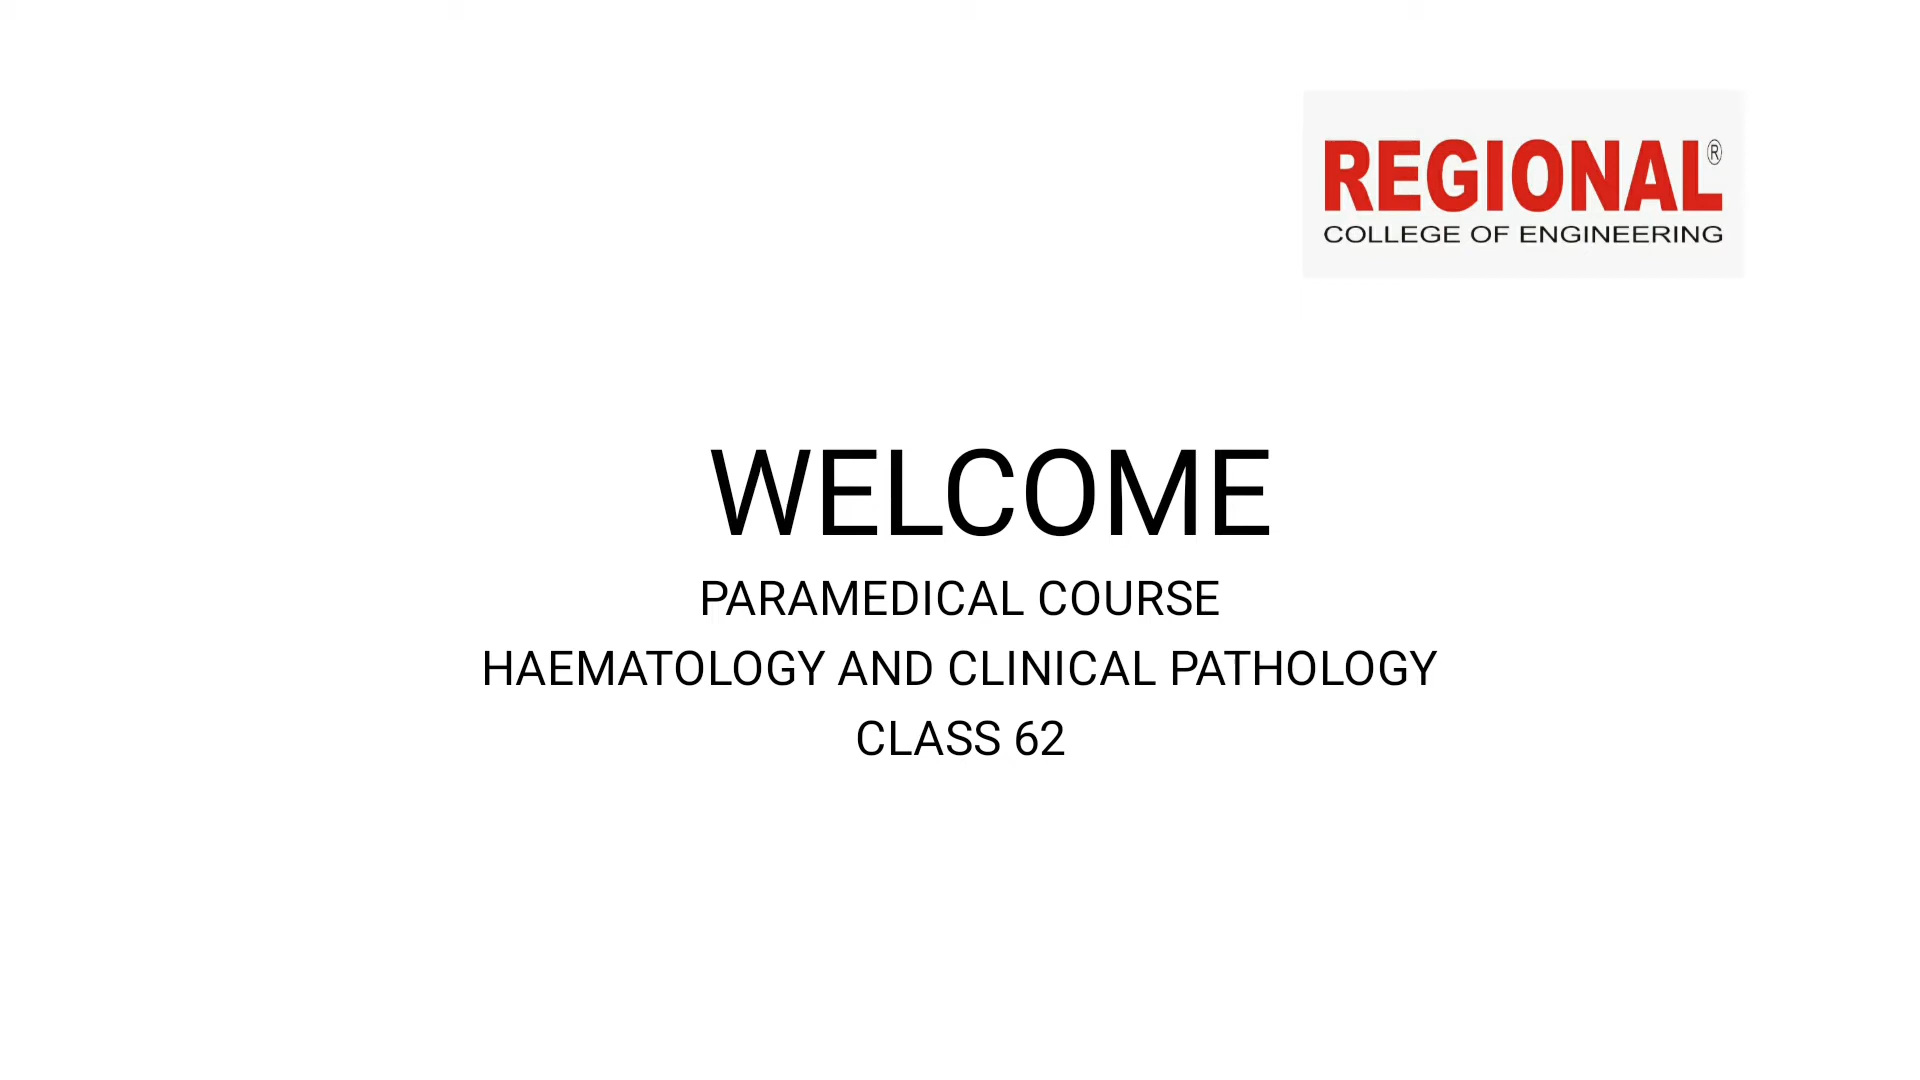 REGIONAL®
COLLEGE OF ENGINEERING
WELCOME
PARAMEDICAL COURSE
HAEMATOLOGY AND CLINICAL PATHOLOGY
CLASS 62